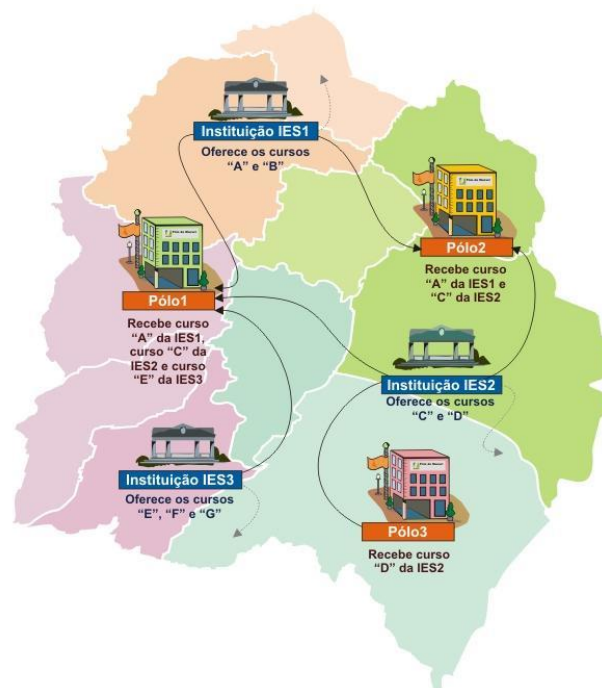 Instituição IES1
Oferece os cursos
“A” e “B”
Pólo2
Recebe curso
“A” da IES1 e
“C” da IES2
Pólo1
Recebe curso
“A” da IES1,
curso “C” da
IES2 e curso
“E” da IES3
Instituição IES2
Oferece os cursos
“C” e “D”
Instituição IES3
Oferece os cursos
“E”, “F” e “G”
Pólo3
Recebe curso
“D” da IES2